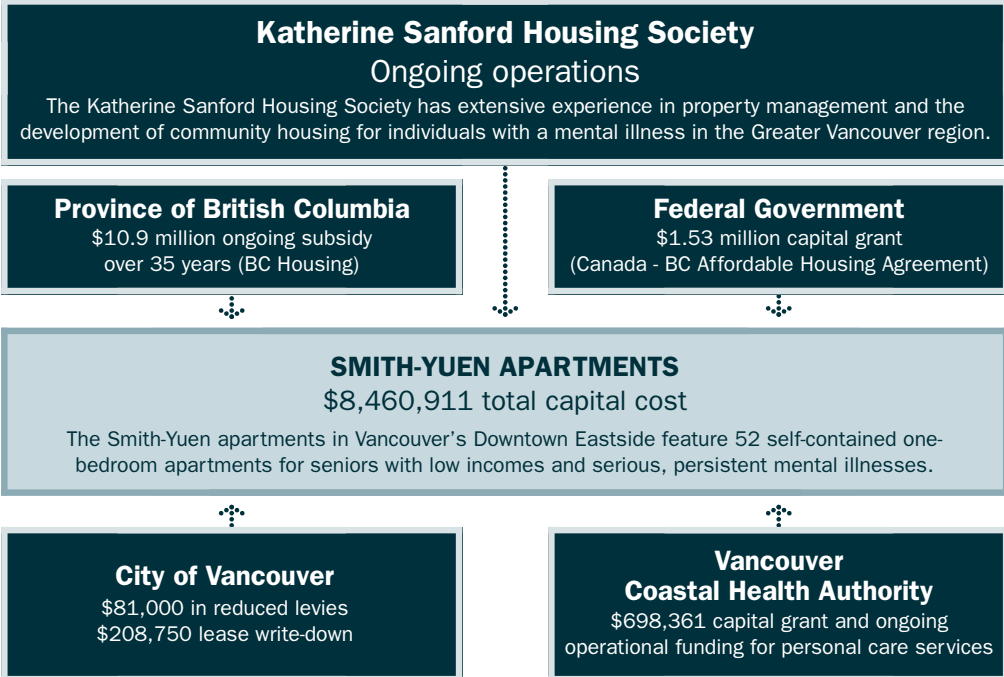 Katherine Sanford Housing Society
Ongoing operations
The Katherine Sanford Housing Society has extensive experience in property management and the
development of community housing for individuals with a mental illness in the Greater Vancouver region.
Province of British Columbia
$10.9 million ongoing subsidy
over 35 years (BC Housing)
Federal Government
$1.53 million capital grant
(Canada - BC Affordable Housing Agreement)
SMITH-YUEN APARTMENTS
$8,460,911 total capital cost
The Smith-Yuen apartments in Vancouver's Downtown Eastside feature 52 self-contained one-
bedroom apartments for seniors with low incomes and serious, persistent mental illnesses.
City of Vancouver
$81,000 in reduced levies
$208,750 lease write-down
Vancouver
Coastal Health Authority
$698,361 capital grant and ongoing
operational funding for personal care services